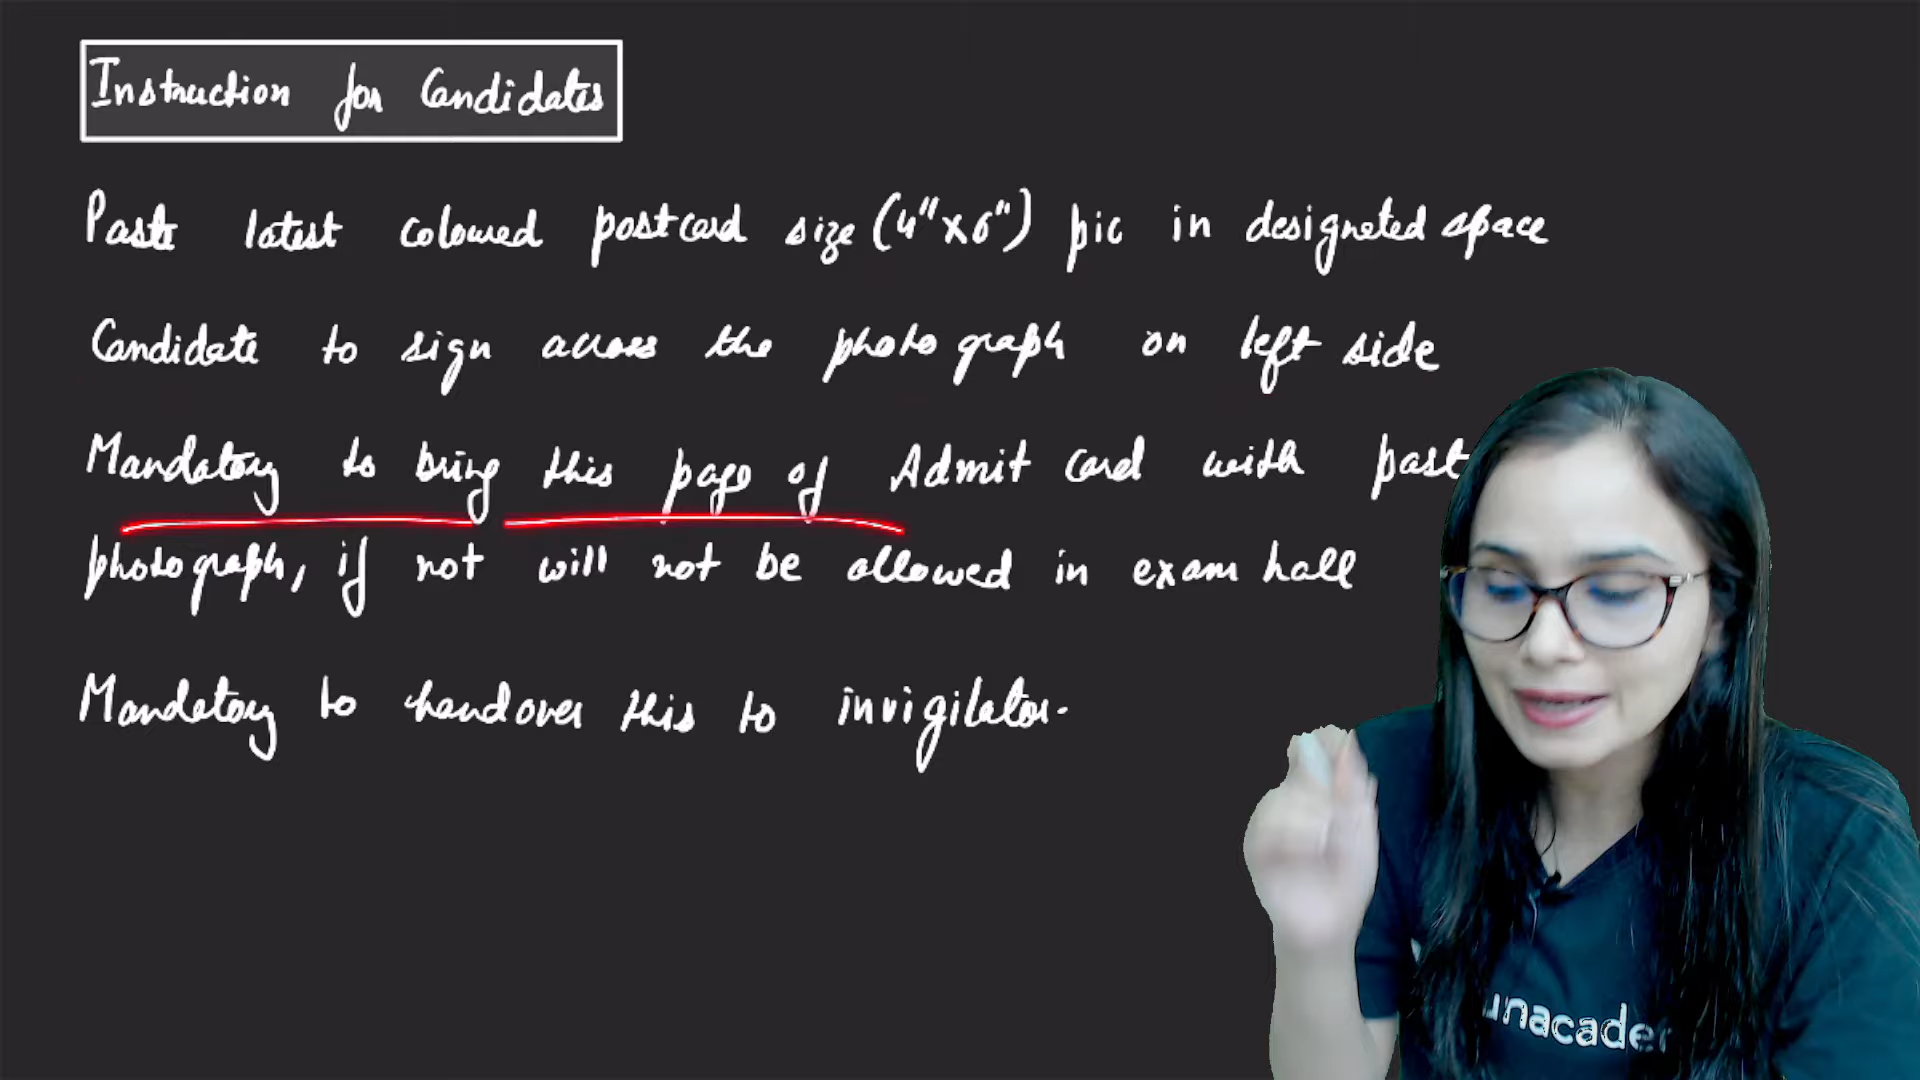 Instruction for Candidates
Paste latest coloured postcard size (4"x6") pic in designated space
Candidate to sign across the photograph on left side
Mandatory to bring this page of Admit card with past
photograph, if not will not be allowed in exam hall
Mandatory to handover this to invigilator.
unacade